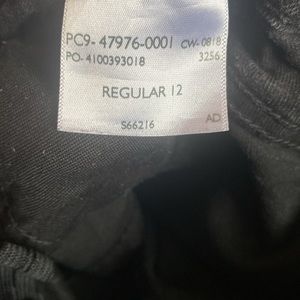 PC9-47976-0001 CW-0818
PO-4100393018 3256
REGULAR 12
S66216 AD